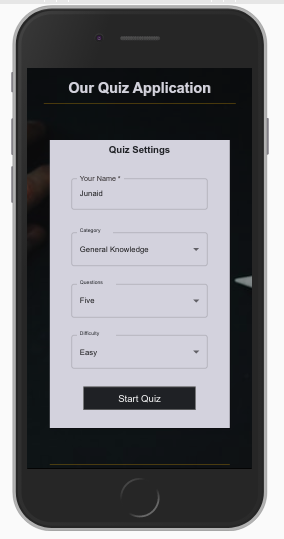 Our Quiz Application
Quiz Settings
Your Name *
Junaid
Category
General Knowledge
Questions
Five
Difficulty
Easy
Start Quiz